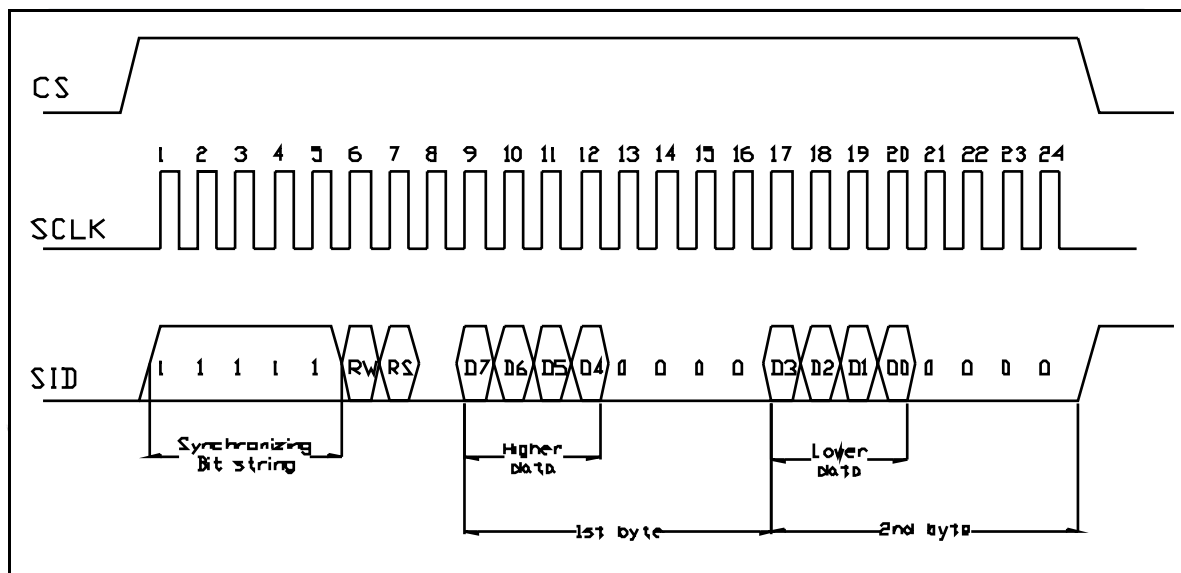 CS
1 2 3 4 5 6 7 8 9 10 11 12 13 14 15 16 17 18 19 20 21 22 23 24
SCLK
SID
1 1 1 1 1 RW RS D7 D6 D5 D4 0 0 0 0 D3 D2 D1 D0 0 0 0 0
Synchronizing
Bit string
Higher
data
Lower
data
1st byte
2nd byte